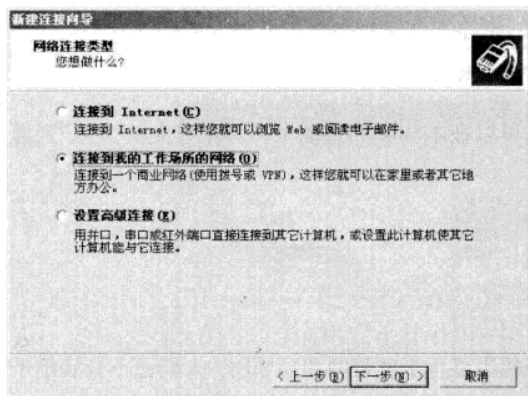 新建连接向导
网络连接类型
您想做什么?
连接到 Internet(C)
连接到 Internet,这样您就可以浏览 Web 或阅读电子邮件。
连接到我的工作场所的网络(O)
连接到一个商业网络(使用拨号或 VPN),这样您就可以在家里或者其它地
方办公。
设置高级连接(E)
用并口,串口或红外端口直接连接到其它计算机,或设置此计算机使其它
计算机能与它连接。
< 上一步(B) 下一步(N) > 取消